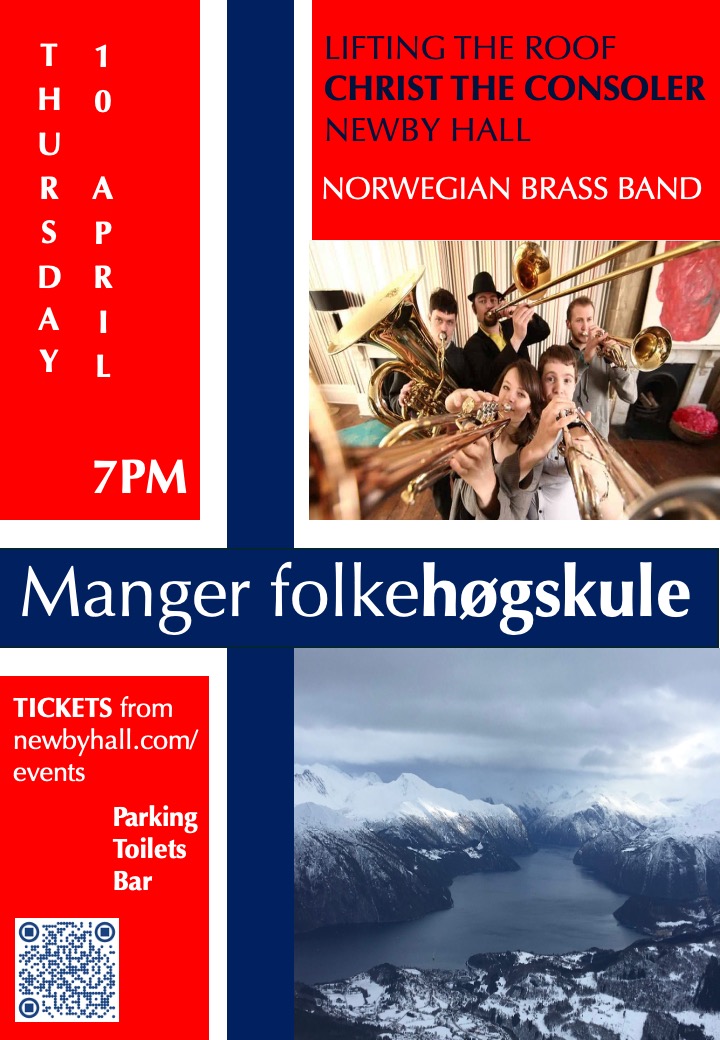 THURSDAY
10 APRIL
7PM
LIFTING THE ROOF
CHRIST THE CONSOLER
NEWBY HALL
NORWEGIAN BRASS BAND
Manger folkehøgskule
TICKETS from
newbyhall.com/
events
Parking
Toilets
Bar